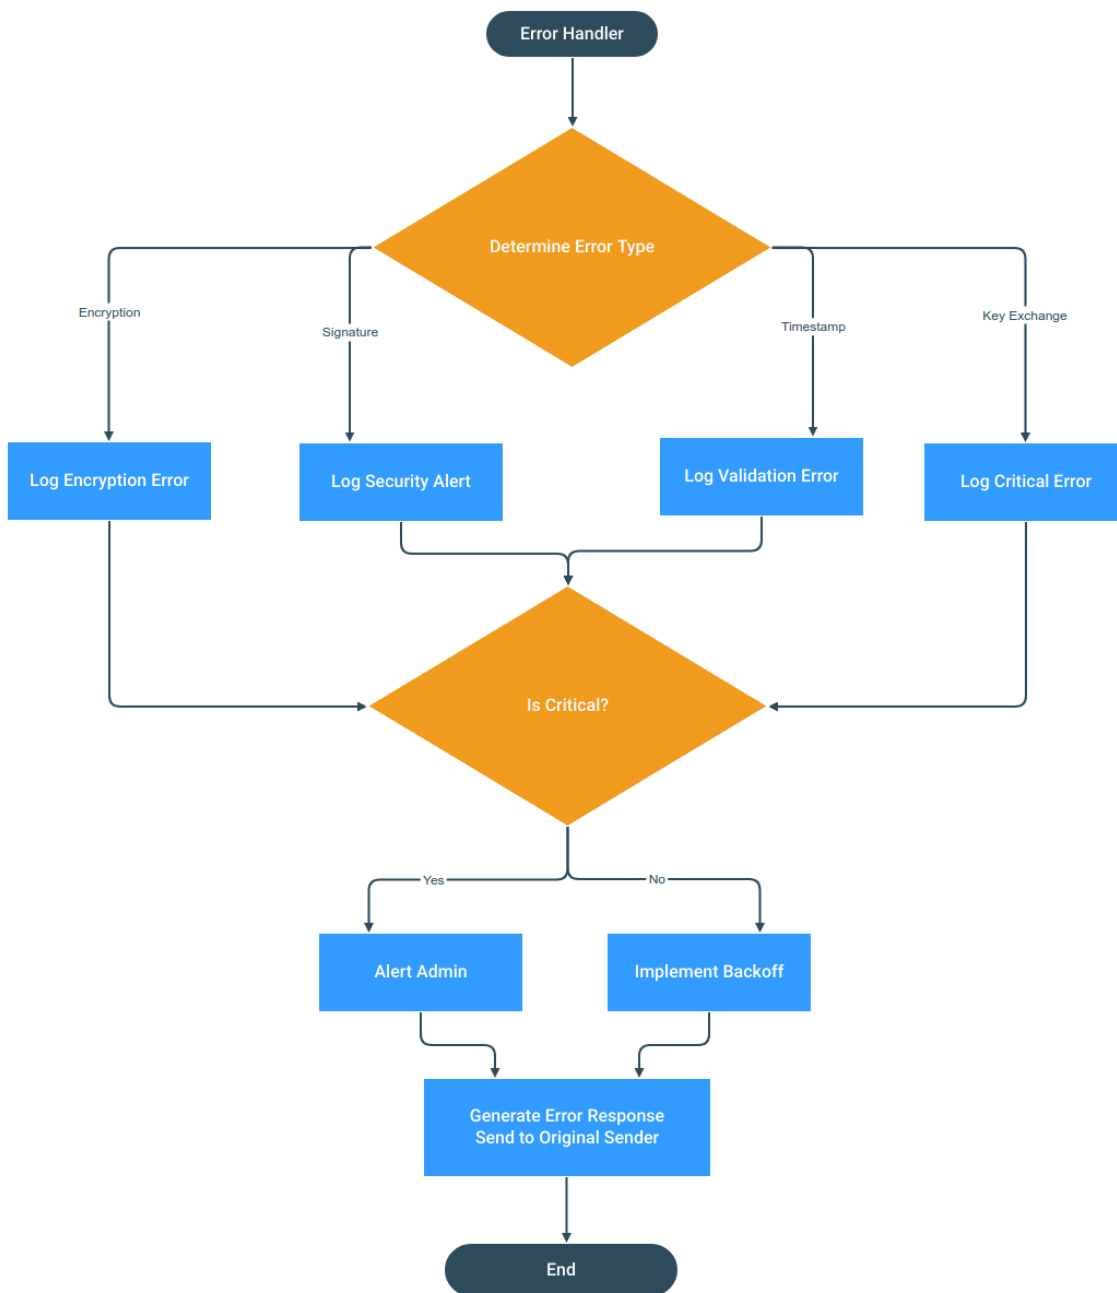 Error Handler
Determine Error Type
Encryption
Signature
Timestamp
Key Exchange
Log Encryption Error
Log Security Alert
Log Validation Error
Log Critical Error
Is Critical?
Yes
No
Alert Admin
Implement Backoff
Generate Error Response
Send to Original Sender
End